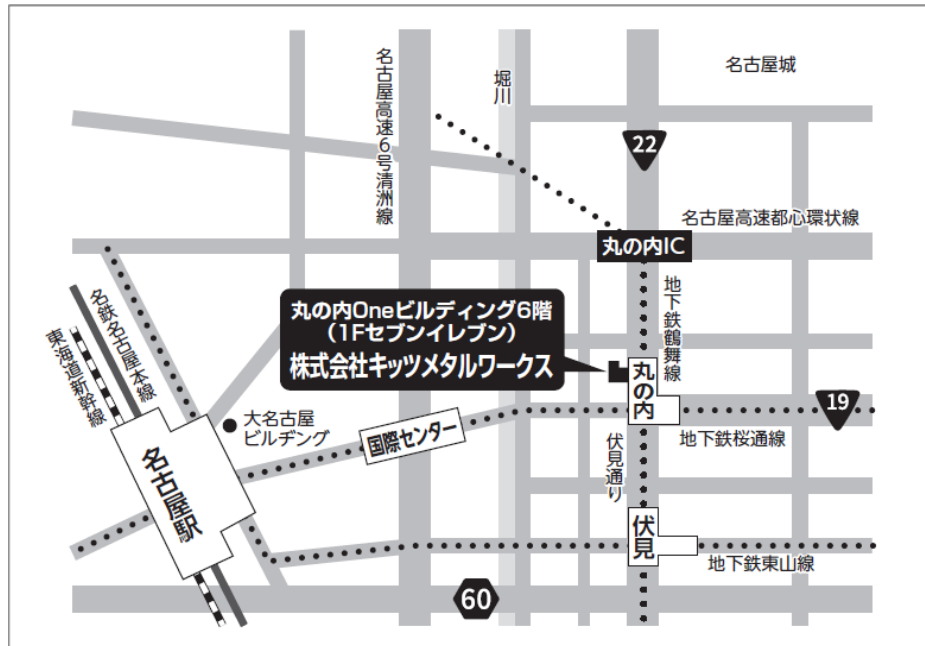 名古屋城
名古屋高速6号清洲線
堀川
22
名古屋高速都心環状線
丸の内IC
地下鉄鶴舞線
丸の内Oneビルディング6階
（1Fセブンイレブン）
株式会社キッツメタルワークス
名鉄名古屋本線
東海道新幹線
丸の内
19
大名古屋
ビルヂング
国際センター
地下鉄桜通線
伏見通り
名古屋駅
伏見
地下鉄東山線
60